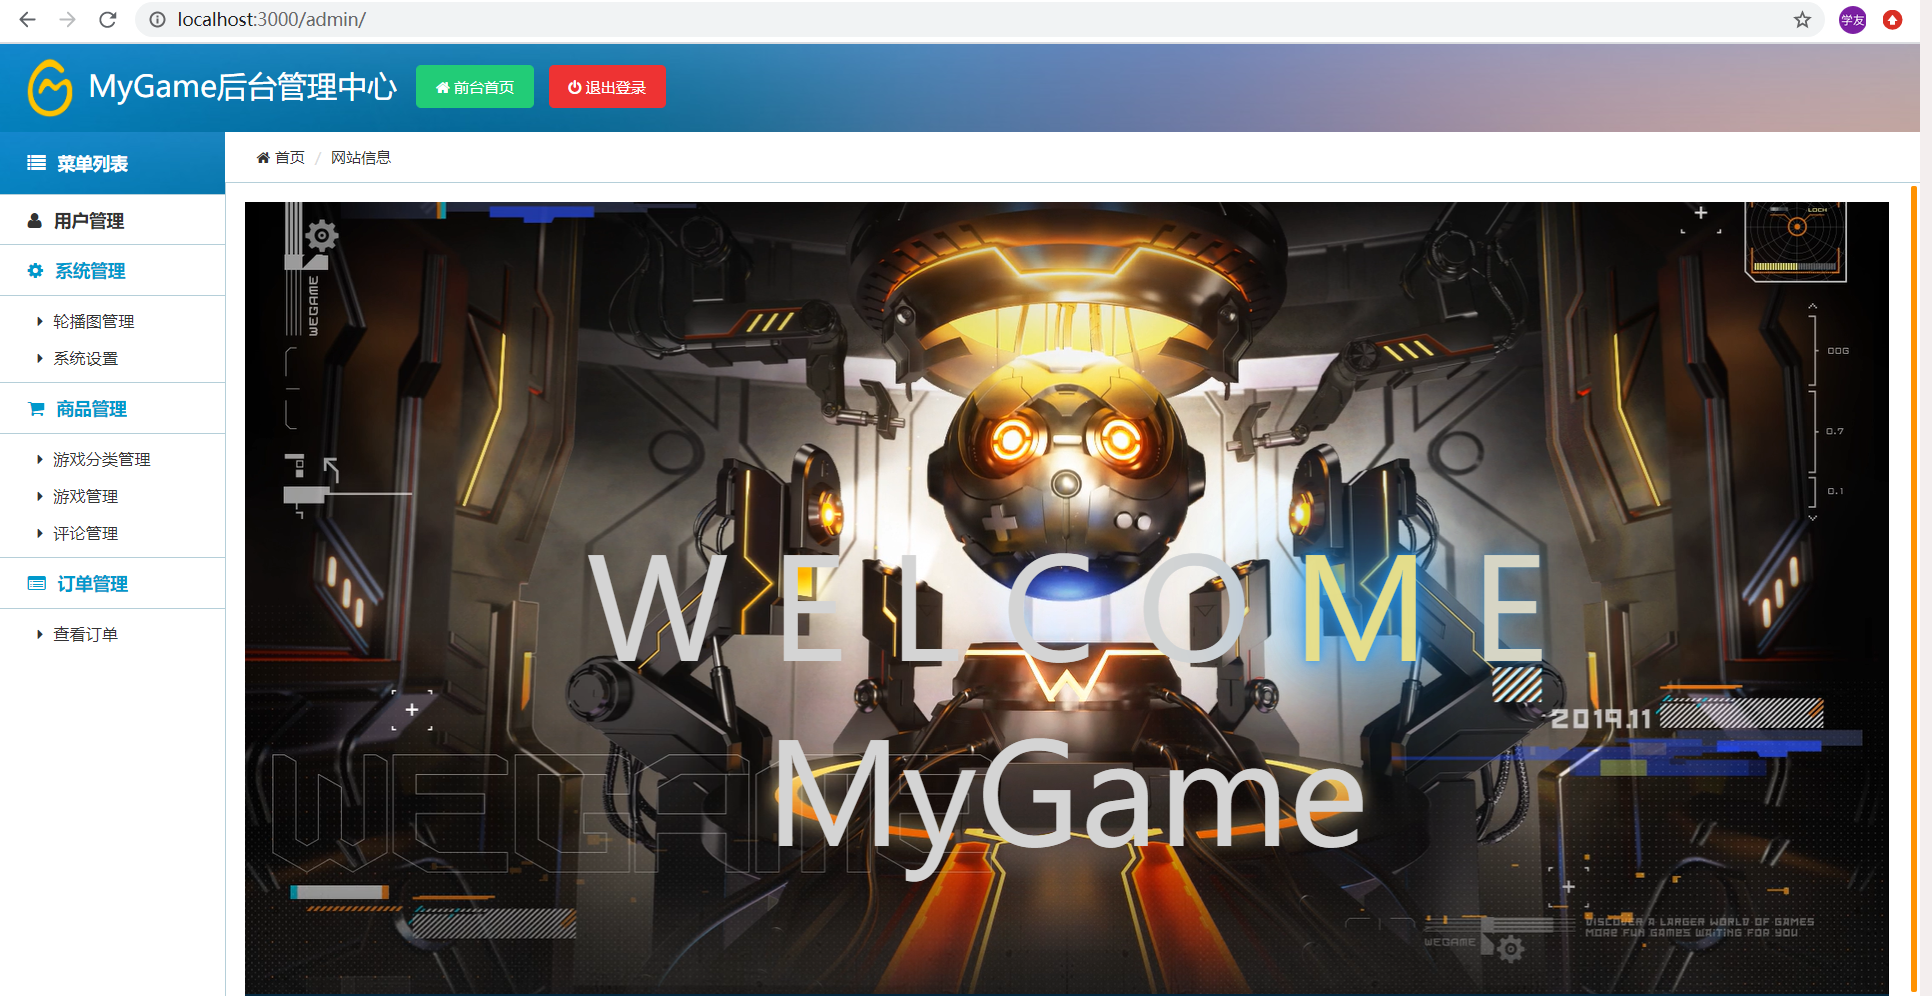 localhost:3000/admin/
学友
MyGame后台管理中心
前台首页
退出登录
菜单列表
首页 / 网站信息
用户管理
系统管理
轮播图管理
系统设置
商品管理
游戏分类管理
游戏管理
评论管理
订单管理
查看订单
WEGAME
LOCH
00G
0.7
0.1
WELCOME
2019.11
MyGame
WEGAME
DISCOVER A LARGER WORLD OF GAMES
MORE FUN GAMES WAITING FOR YOU
WEGAME